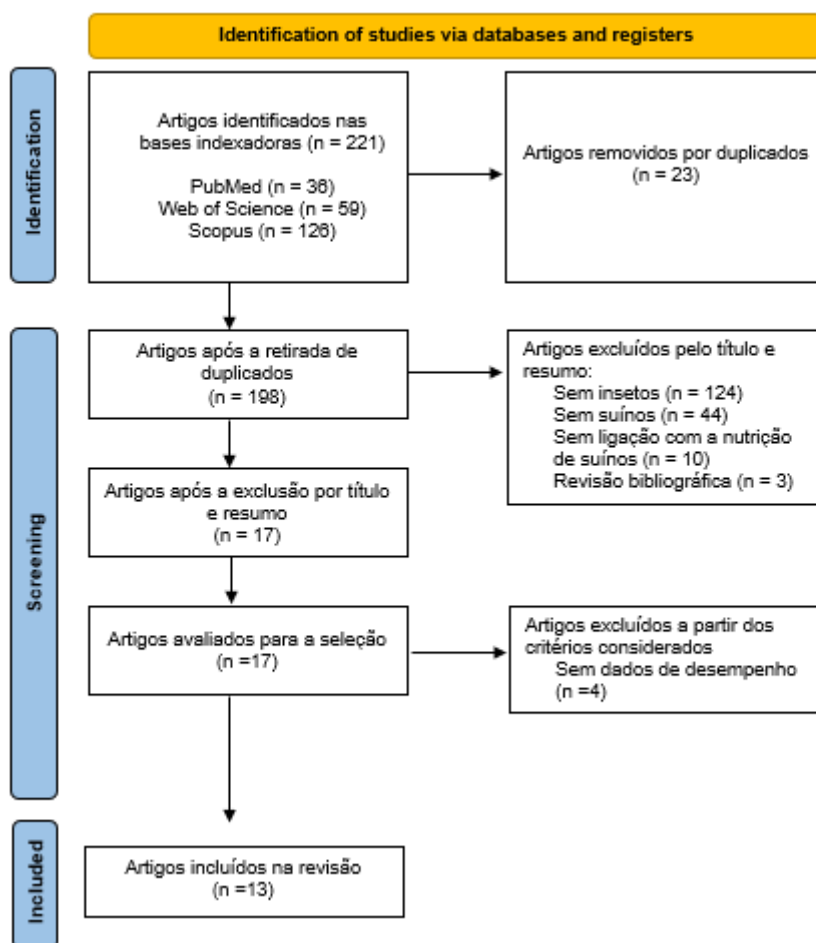 Identification of studies via databases and registers
Identification
Artigos identificados nas
bases indexadoras (n = 221)
PubMed (n = 36)
Web of Science (n = 59)
Scopus (n = 126)
Artigos removidos por duplicados
(n = 23)
Screening
Artigos após a retirada de
duplicados
(n = 198)
Artigos excluídos pelo título e
resumo:
Sem insetos (n = 124)
Sem suínos (n = 44)
Sem ligação com a nutrição
de suínos (n = 10)
Revisão bibliográfica (n = 3)
Artigos após a exclusão por título
e resumo
(n = 17)
Artigos avaliados para a seleção
(n =17)
Artigos excluídos a partir dos
critérios considerados
Sem dados de desempenho
(n =4)
Included
Artigos incluídos na revisão
(n =13)